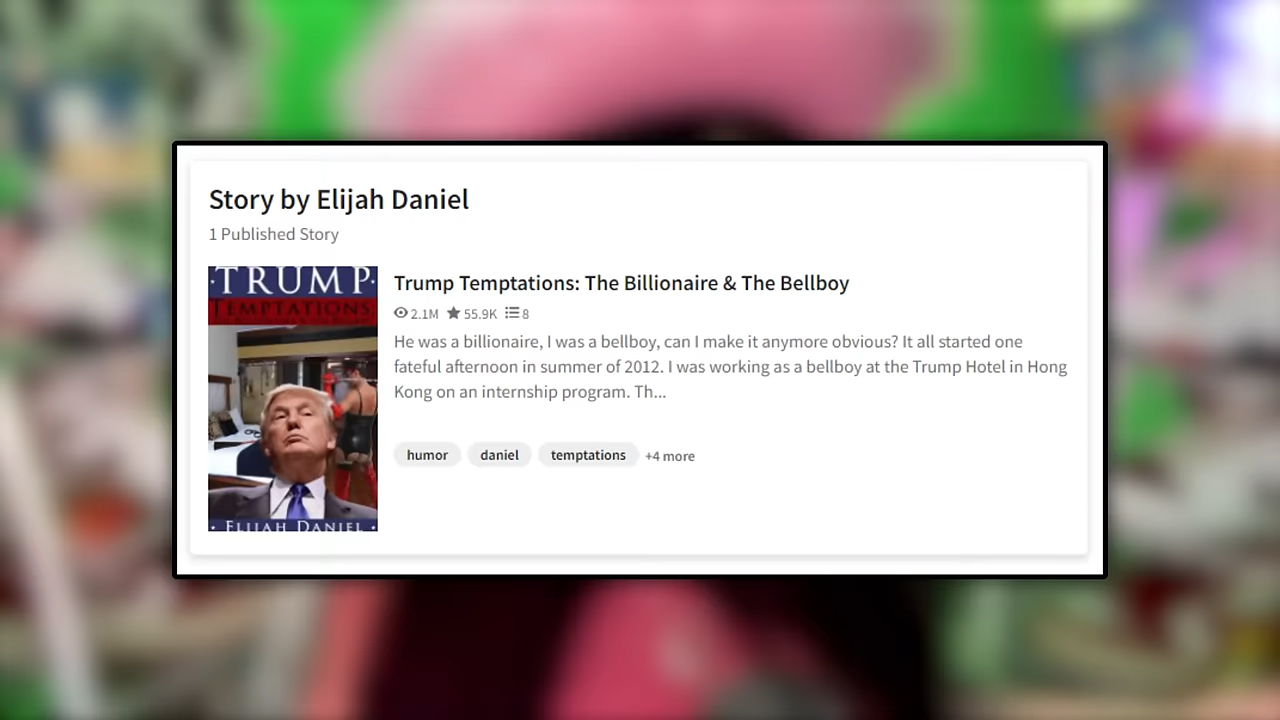 Story by Elijah Daniel
1 Published Story
TRUMP
TEMPTATIONS:
ELIJAH DANIEL
Trump Temptations: The Billionaire & The Bellboy
2.1M 55.9K 8
He was a billionaire, I was a bellboy, can I make it anymore obvious? It all started one
fateful afternoon in summer of 2012. I was working as a bellboy at the Trump Hotel in Hong
Kong on an internship program. Th...
humor daniel temptations +4 more